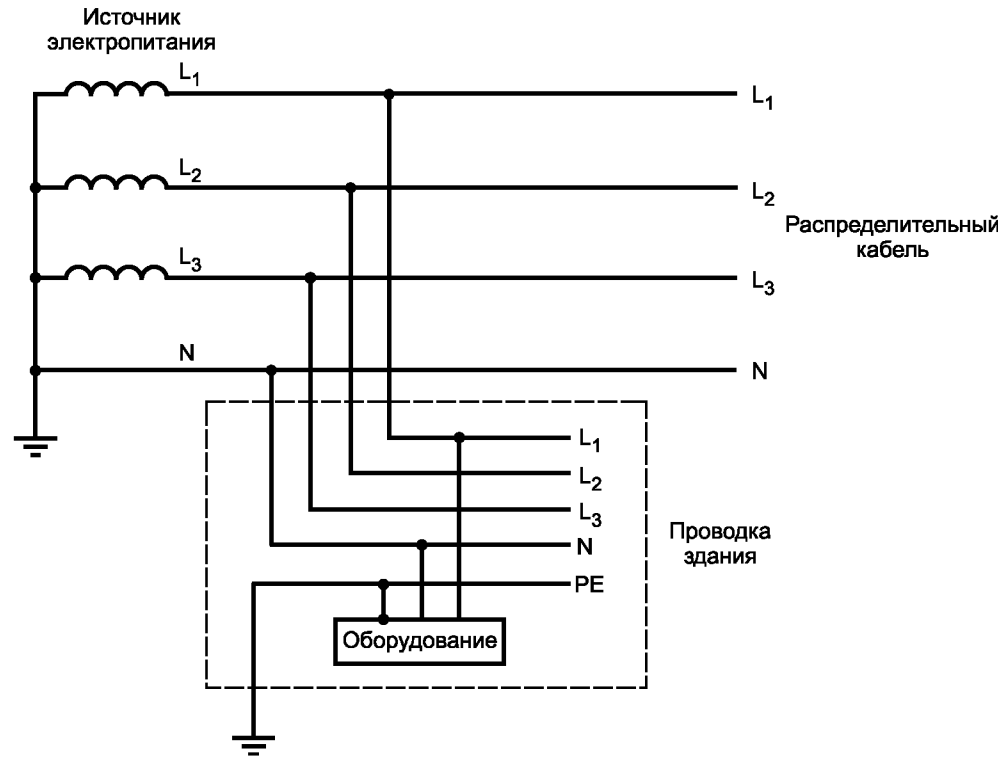 Источник
электропитания
L1
L1
L2
L2
Распределительный
кабель
L3
L3
N
N
L1
L2
L3
Проводка
здания
N
PE
Оборудование